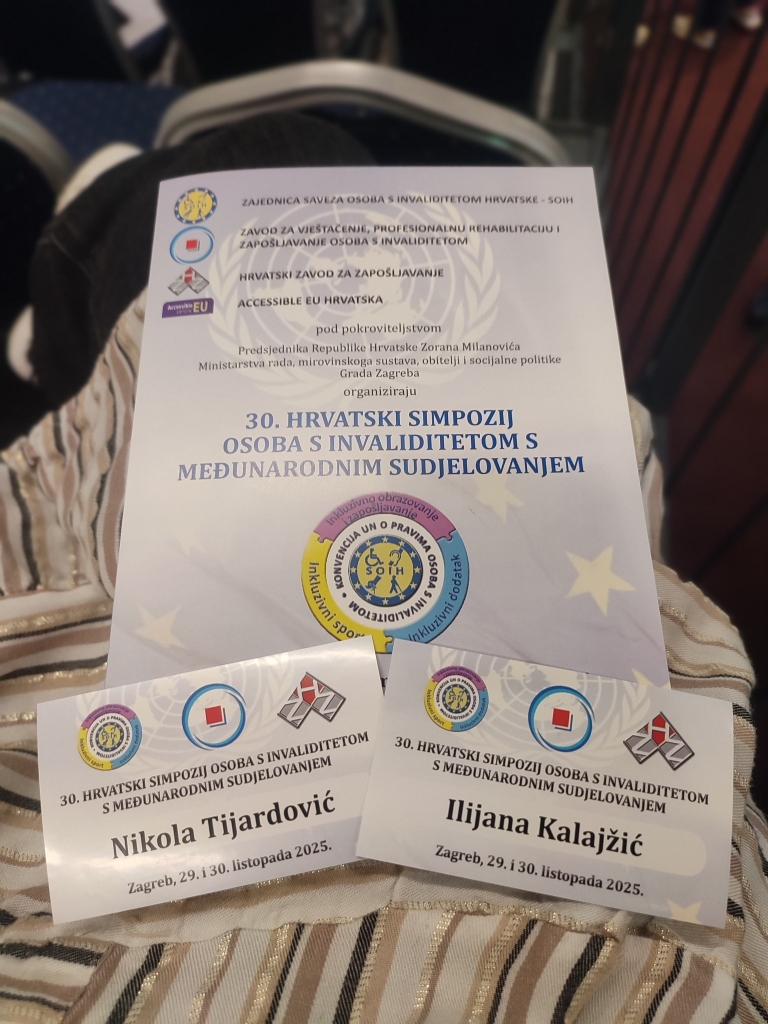 ZAJEDNICA SAVEZA OSOBA S INVALIDITETOM HRVATSKE - SOIH
ZAVOD ZA VJEŠTAČENJE, PROFESIONALNU REHABILITACIJU I
ZAPOŠLJAVANJE OSOBA S INVALIDITETOM
HRVATSKI ZAVOD ZA ZAPOŠLJAVANJE
Accessible EU
ACCESSIBLE EU HRVATSKA
pod pokroviteljstvom
Predsjednika Republike Hrvatske Zorana Milanovića
Ministarstva rada, mirovinskoga sustava, obitelji i socijalne politike
Grada Zagreba
organiziraju
30. HRVATSKI SIMPOZIJ
OSOBA S INVALIDITETOM S
MEĐUNARODNIM SUDJELOVANJEM
Inkluzivno obrazovanje
i zapošljavanje
KONVENCIJA UN O PRAVIMA OSOBA S INVALIDITETOM
SOIH
Inkluzivni sport
Inkluzivni dodatak
30. HRVATSKI SIMPOZIJ OSOBA S INVALIDITETOM
S MEĐUNARODNIM SUDJELOVANJEM
Nikola Tijardović
Zagreb, 29. i 30. listopada 2025.
30. HRVATSKI SIMPOZIJ OSOBA S INVALIDITETOM
S MEĐUNARODNIM SUDJELOVANJEM
Ilijana Kalajžić
Zagreb, 29. i 30. listopada 2025.